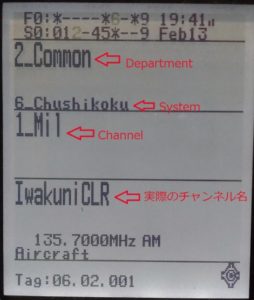 F0:*----*6-*9 19:41
S0:012-45*--9 Feb13
2_Common
Department
6_Chushikoku
System
1_Mil
Channel
IwakuniCLR
実際のチャンネル名
135.7000MHz AM
Aircraft
Tag:06.02.001